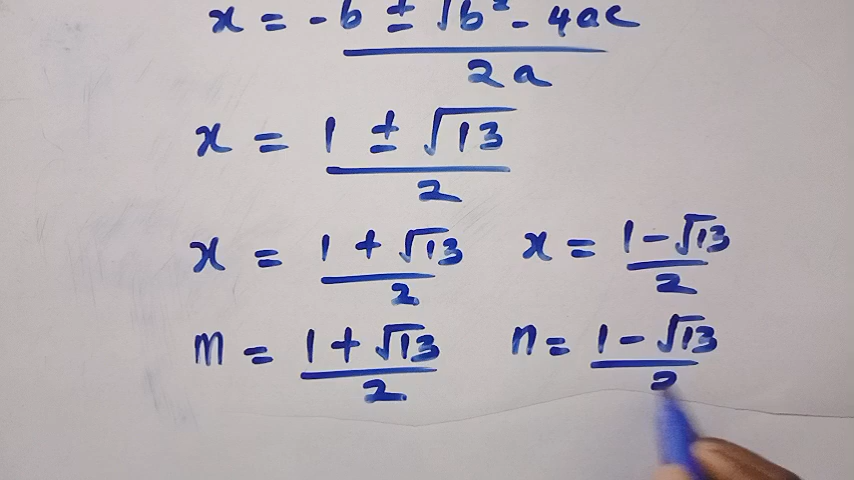 x = -b ± √b² - 4ac / 2a
x = 1 ± √13 / 2
x = 1 + √13 / 2   x = 1 - √13 / 2
m = 1 + √13 / 2   n = 1 - √13 / 2